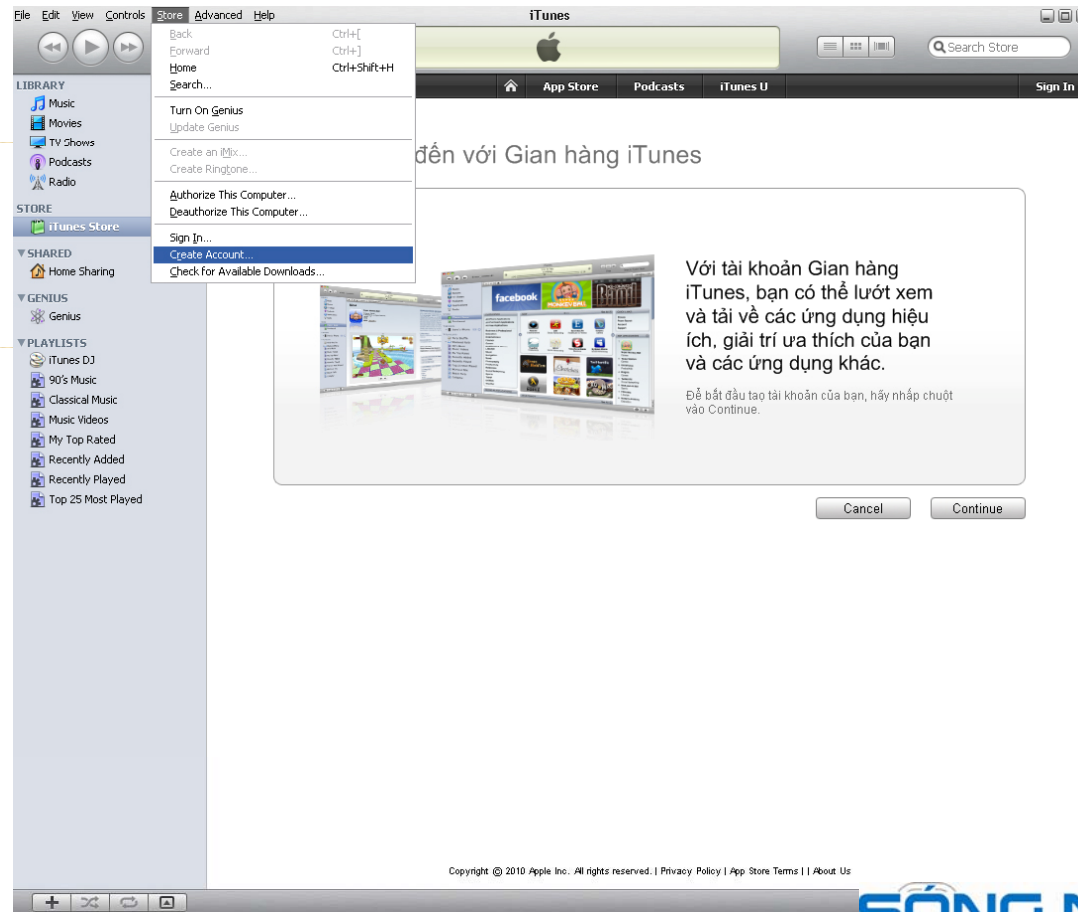 File Edit View Controls Store Advanced Help
iTunes
Search Store
Back Ctrl+[
Forward Ctrl+]
Home Ctrl+Shift+H
Search...
Turn On Genius
Update Genius
Create an iMix...
Create Ringtone...
Authorize This Computer...
Deauthorize This Computer...
Sign In...
Create Account...
Check for Available Downloads...
App Store Podcasts iTunes U Sign In
LIBRARY
Music
Movies
TV Shows
Podcasts
Radio
STORE
iTunes Store
SHARED
Home Sharing
GENIUS
Genius
PLAYLISTS
iTunes DJ
90's Music
Classical Music
Music Videos
My Top Rated
Recently Added
Recently Played
Top 25 Most Played
đến với Gian hàng iTunes
facebook
Với tài khoản Gian hàng
iTunes, bạn có thể lướt xem
và tải về các ứng dụng hiệu
ích, giải trí ưa thích của bạn
và các ứng dụng khác.
Để bắt đầu tạo tài khoản của bạn, hãy nhấp chuột
vào Continue.
Cancel Continue
Copyright © 2010 Apple Inc. All rights reserved. | Privacy Policy | App Store Terms | | About Us
SÓNG